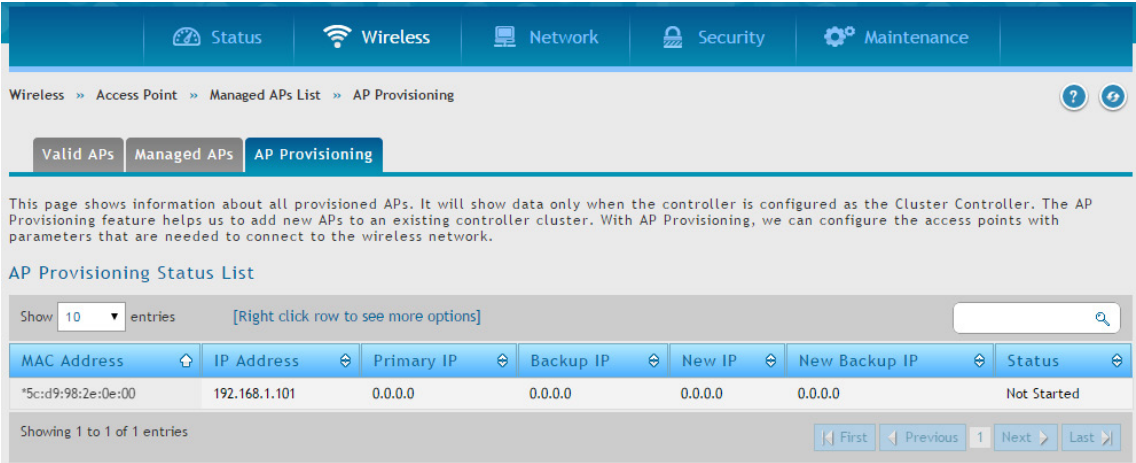 Status Wireless Network Security Maintenance
Wireless » Access Point » Managed APs List » AP Provisioning
?
Valid APs Managed APs AP Provisioning
This page shows information about all provisioned APs. It will show data only when the controller is configured as the Cluster Controller. The AP
Provisioning feature helps us to add new APs to an existing controller cluster. With AP Provisioning, we can configure the access points with
parameters that are needed to connect to the wireless network.
AP Provisioning Status List
Show 10 entries [Right click row to see more options]
MAC Address IP Address Primary IP Backup IP New IP New Backup IP Status
*5c:d9:98:2e:0e:00 192.168.1.101 0.0.0.0 0.0.0.0 0.0.0.0 0.0.0.0 Not Started
Showing 1 to 1 of 1 entries First Previous 1 Next Last